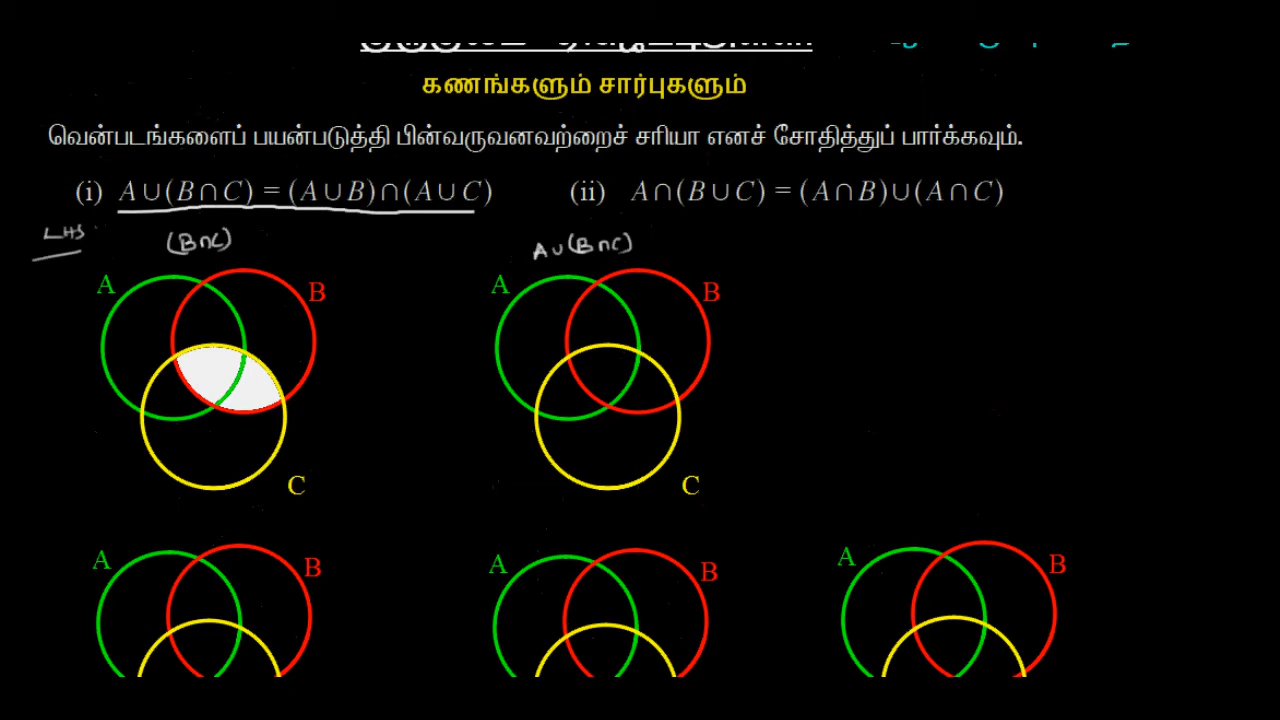 கணங்களும் சார்புகளும்
வென்படங்களைப் பயன்படுத்தி பின்வருவனவற்றைச் சரியா எனச் சோதித்துப் பார்க்கவும்.
(i) A∪(B∩C) = (A∪B)∩(A∪C) (ii) A∩(B∪C) = (A∩B)∪(A∩C)
LHS (B∩C) A∪(B∩C)
A B A B
C C
A B A B A B